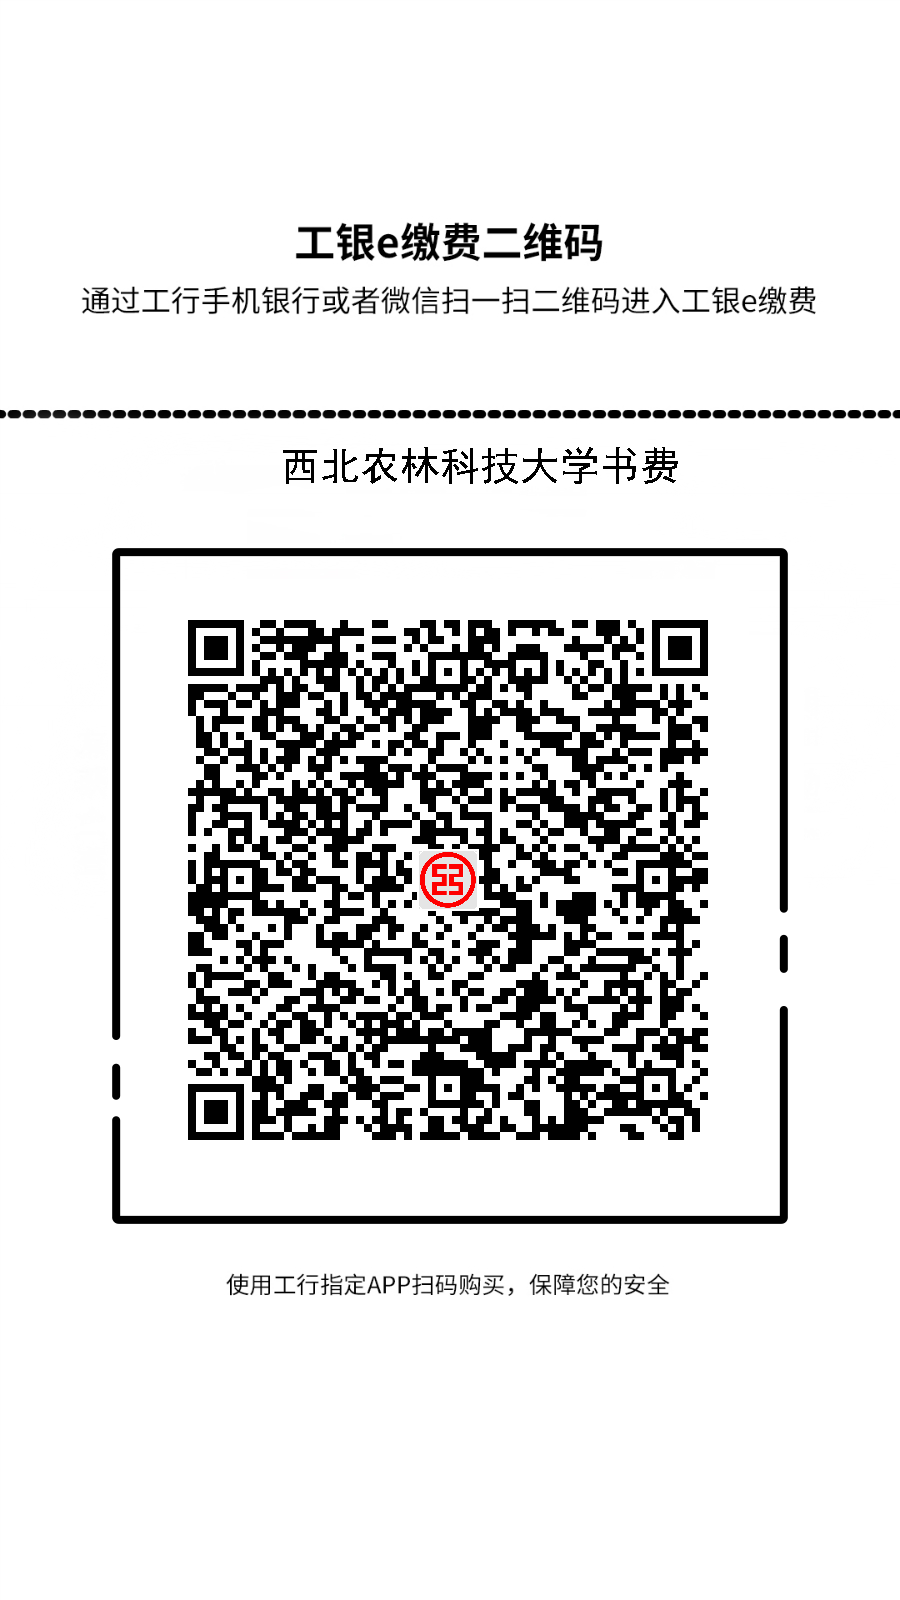 工银e缴费二维码
通过工行手机银行或者微信扫一扫二维码进入工银e缴费
西北农林科技大学书费
使用工行指定APP扫码购买，保障您的安全